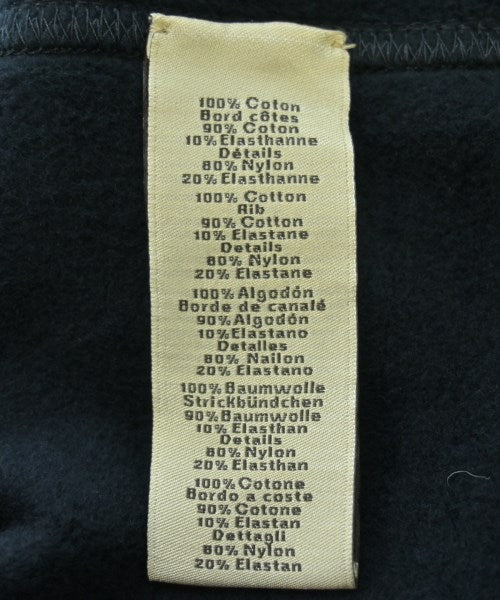 100% Coton
Bord côtes
90% Coton
10% Elasthanne
Détails
80% Nylon
20% Elasthanne
100% Cotton
Rib
90% Cotton
10% Elastane
Details
80% Nylon
20% Elastane
100% Algodón
Borde de canalé
90% Algodón
10% Elastano
Detalles
80% Nailon
20% Elastano
100% Baumwolle
Strickbündchen
90% Baumwolle
10% Elasthan
Details
80% Nylon
20% Elasthan
100% Cotone
Bordo a coste
90% Cotone
10% Elastan
Dettagli
80% Nylon
20% Elastan